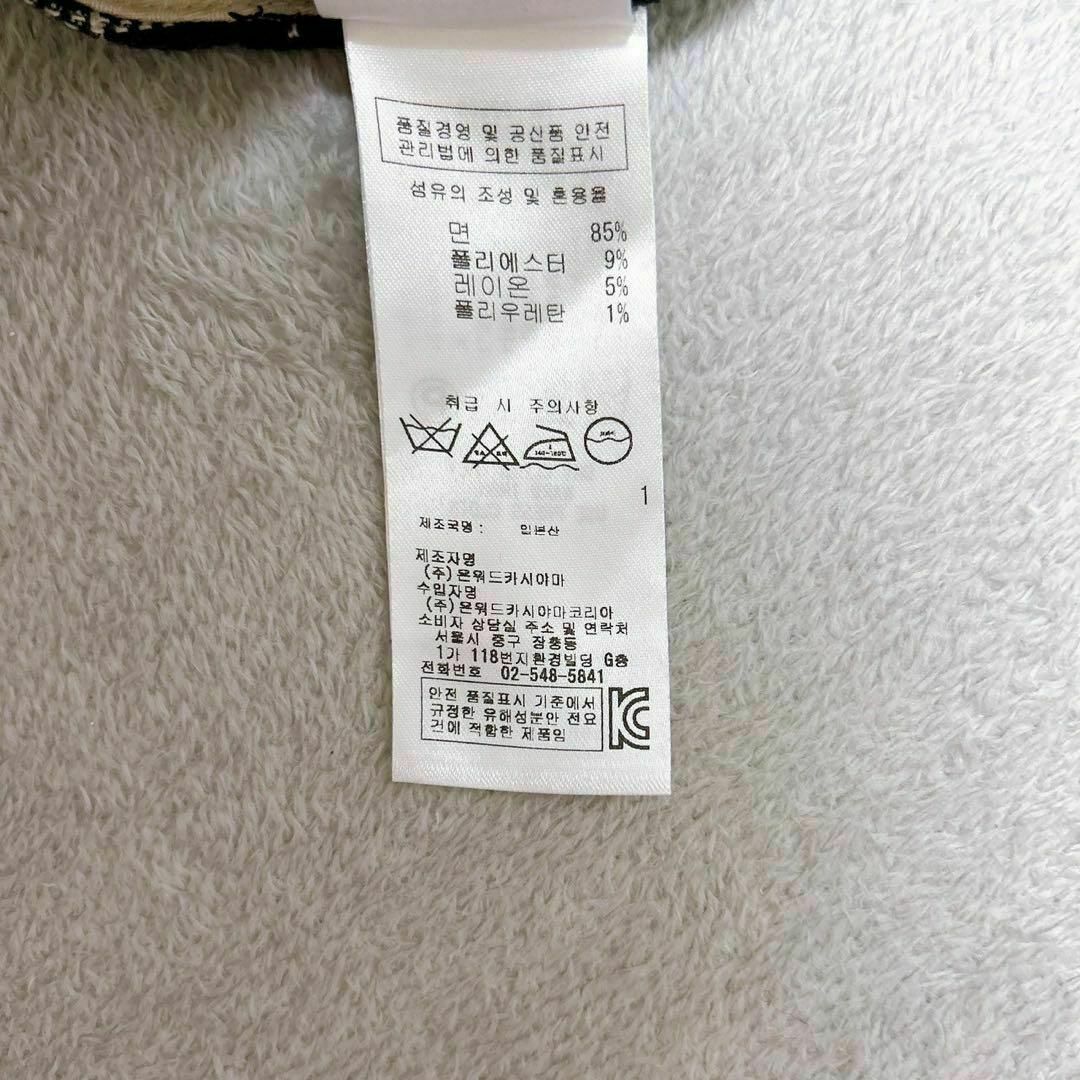 품질경영 및 공산품 안전
관리법에 의한 품질표시
섬유의 조성 및 혼용율
면 85%
폴리에스터 9%
레이온 5%
폴리우레탄 1%
취급 시 주의사항
140~160℃
1
제조국명 : 일본산
제조자명
(주)온워드카시야마
수입자명
(주)온워드카시야마코리아
소비자 상담실 주소 및 연락처
서울시 중구 장충동
1가 118번지환경빌딩 G층
전화번호 02-548-5841
안전 품질표시 기준에서
규정한 유해성분안 전요
건에 적합한 제품임